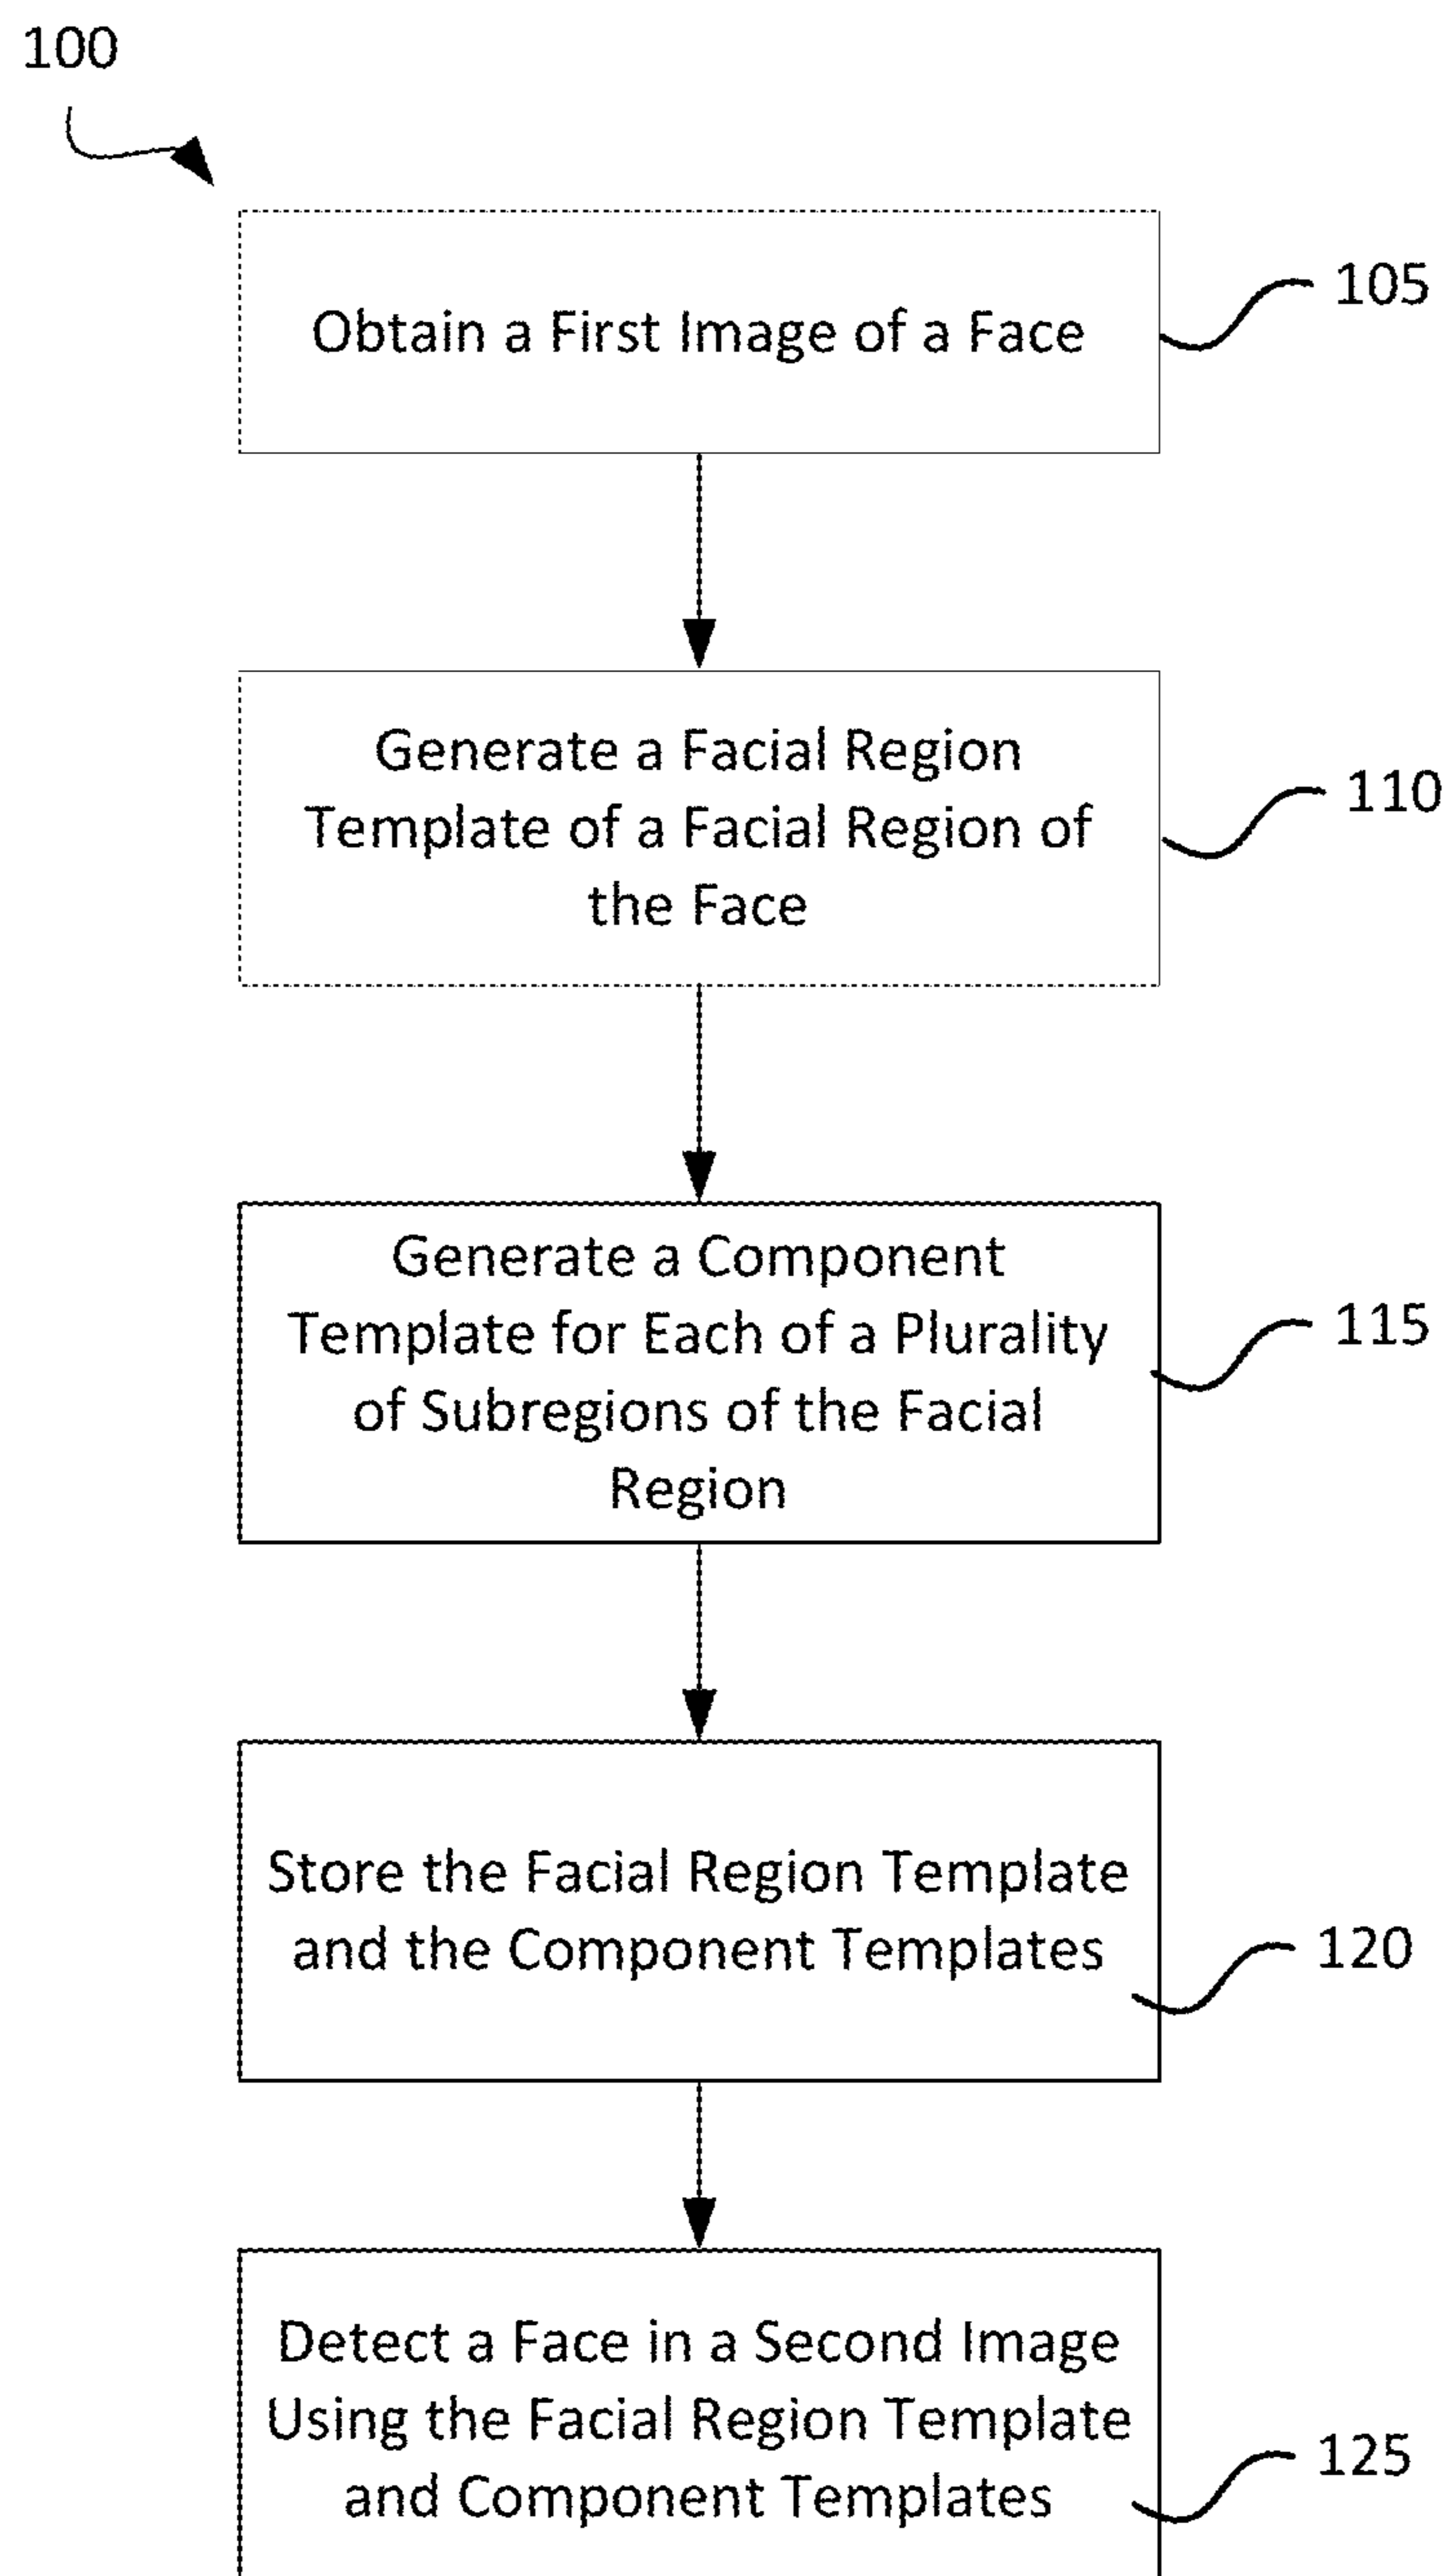 100
Obtain a First Image of a Face
105
Generate a Facial Region
Template of a Facial Region of
the Face
110
Generate a Component
Template for Each of a Plurality
of Subregions of the Facial
Region
115
Store the Facial Region Template
and the Component Templates
120
Detect a Face in a Second Image
Using the Facial Region Template
and Component Templates
125